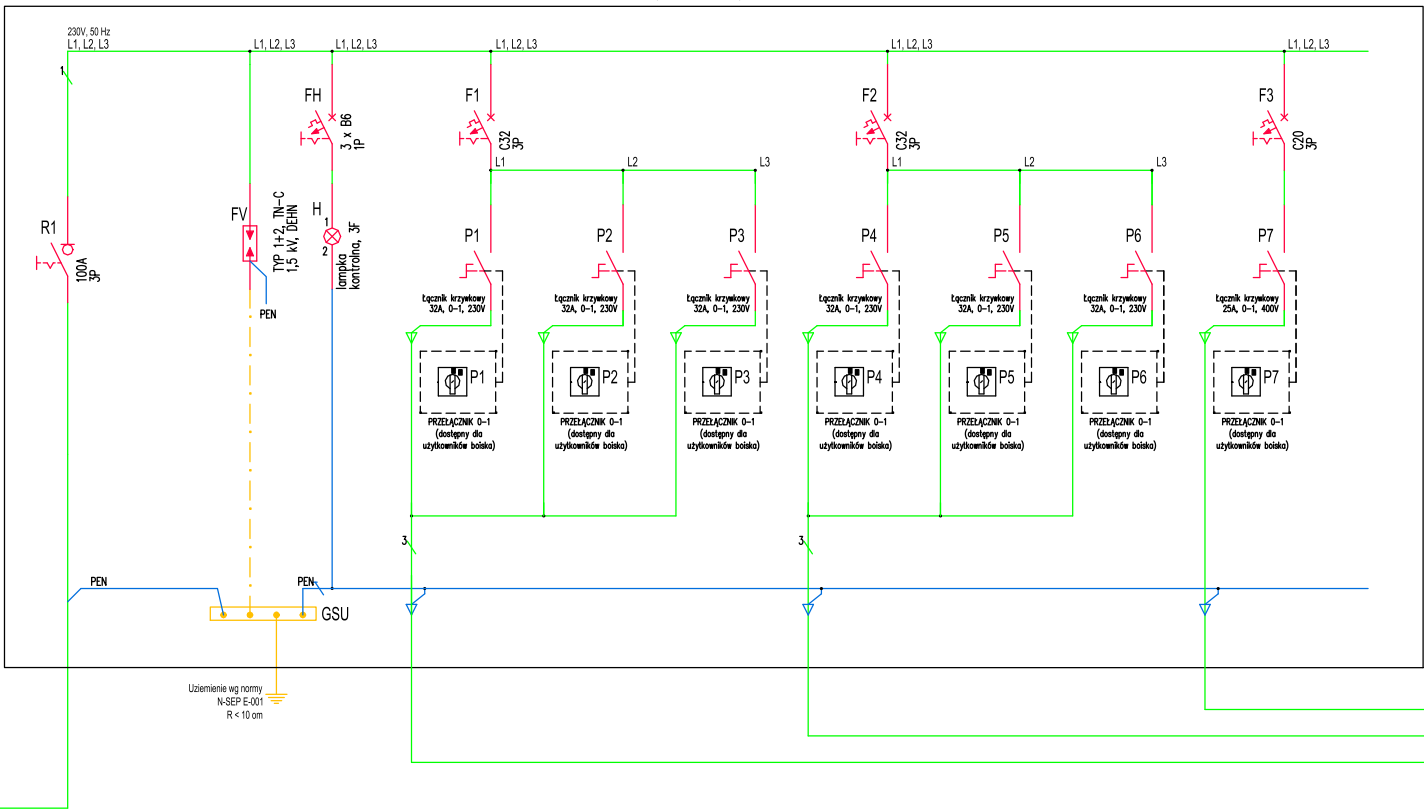 230V, 50 Hz
L1, L2, L3
L1, L2, L3
L1, L2, L3
L1, L2, L3
L1, L2, L3
L1, L2, L3
1
FH
3 x B6
1P
F1
C32
3P
F2
C32
3P
F3
C20
3P
L1
L2
L3
L1
L2
L3
R1
100A
3P
FV
TYP 1+2, TN-C
1,5 kV, DEHN
PEN
H
1
2
lampka
kontrolna, 3F
P1
P2
P3
P4
P5
P6
P7
Łącznik krzywkowy
32A, 0-1, 230V
Łącznik krzywkowy
32A, 0-1, 230V
Łącznik krzywkowy
32A, 0-1, 230V
Łącznik krzywkowy
32A, 0-1, 230V
Łącznik krzywkowy
32A, 0-1, 230V
Łącznik krzywkowy
32A, 0-1, 230V
Łącznik krzywkowy
25A, 0-1, 400V
P1
P2
P3
P4
P5
P6
P7
PRZEŁĄCZNIK 0-1
(dostępny dla
użytkowników boiska)
PRZEŁĄCZNIK 0-1
(dostępny dla
użytkowników boiska)
PRZEŁĄCZNIK 0-1
(dostępny dla
użytkowników boiska)
PRZEŁĄCZNIK 0-1
(dostępny dla
użytkowników boiska)
PRZEŁĄCZNIK 0-1
(dostępny dla
użytkowników boiska)
PRZEŁĄCZNIK 0-1
(dostępny dla
użytkowników boiska)
PRZEŁĄCZNIK 0-1
(dostępny dla
użytkowników boiska)
3
3
PEN
PEN
GSU
Uziemienie wg normy
N-SEP E-001
R < 10 om